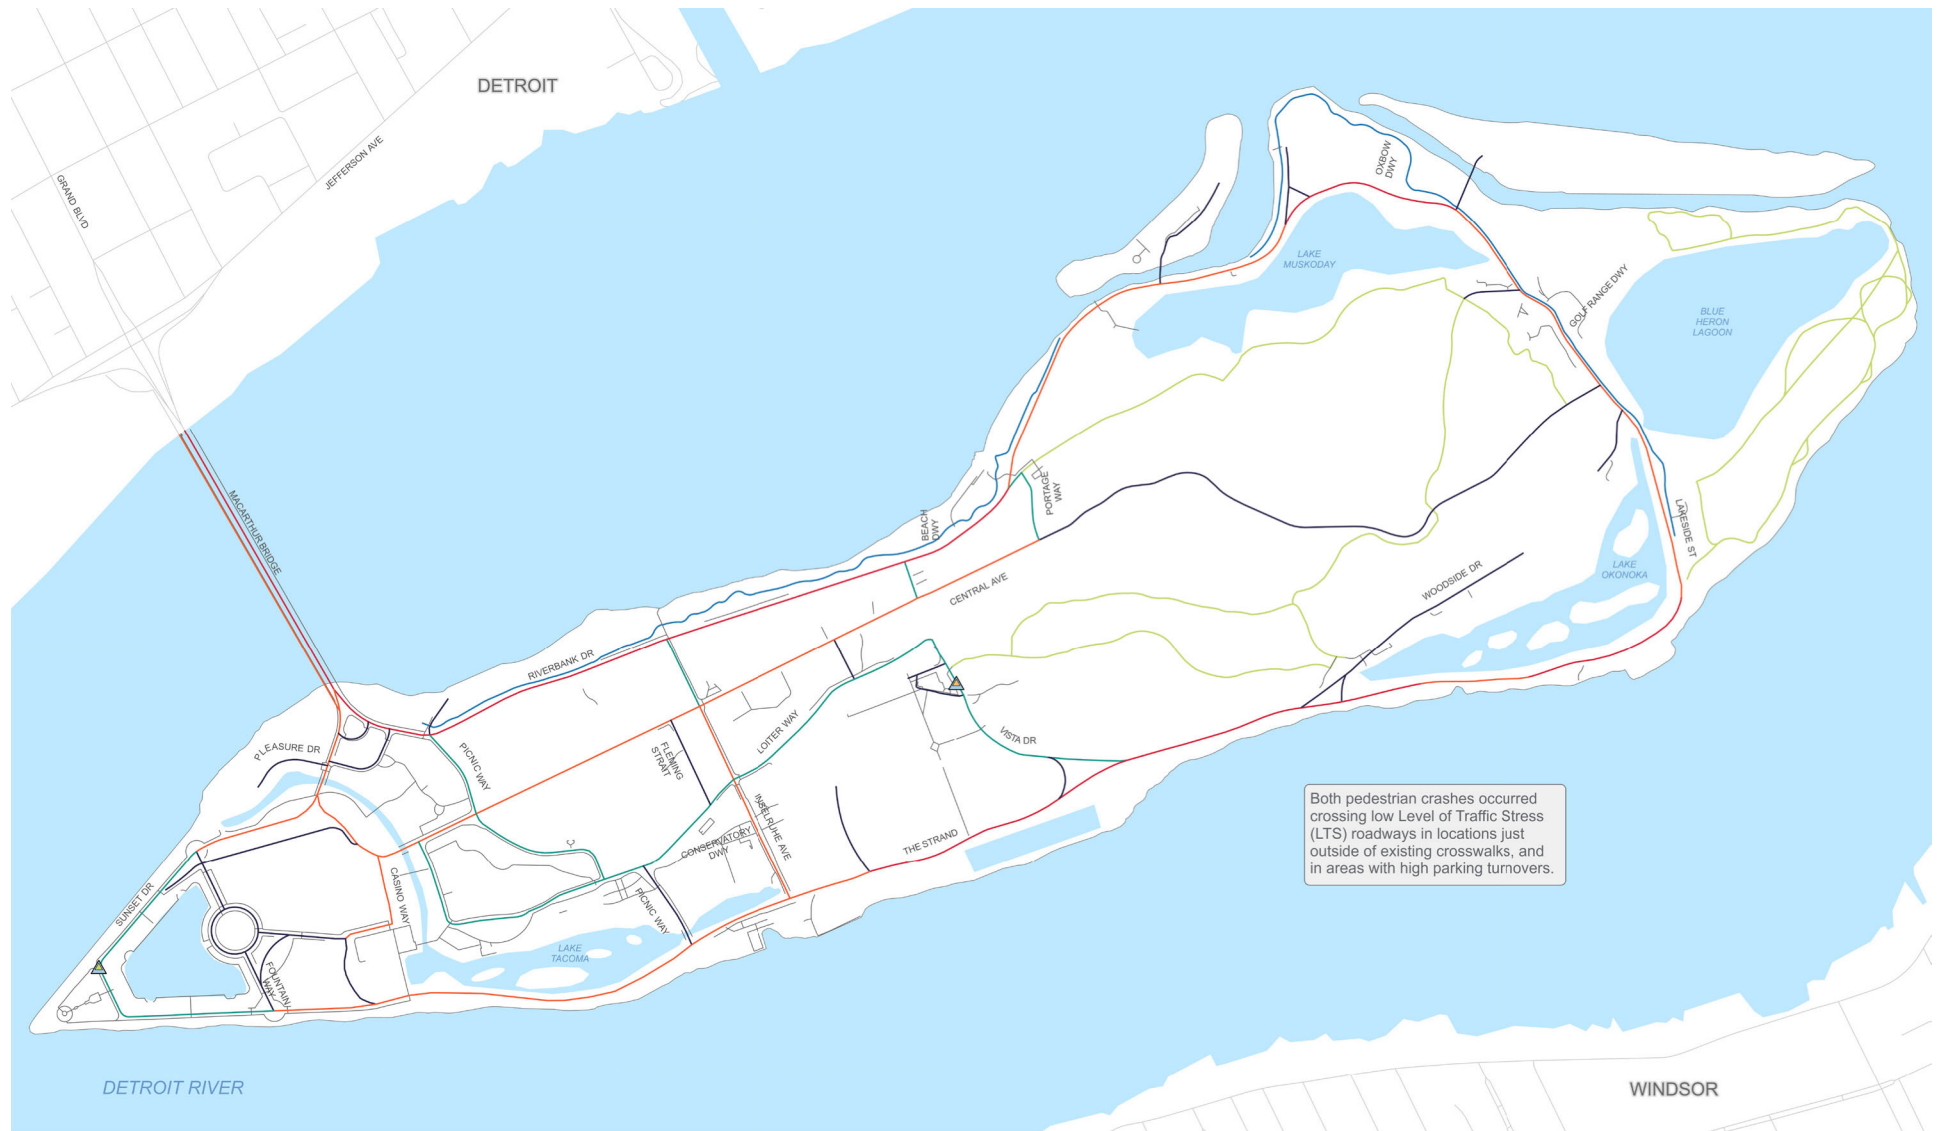 DETROIT
JEFFERSON AVE
GRAND BLVD
OXBOW
DWY
LAKE
MUSKODAY
GOLF RANGE DWY
BLUE
HERON
LAGOON
MACARTHUR BRIDGE
PORTAGE
WAY
BEACH
DWY
LAKESIDE ST
LAKE
OKONOKA
WOODSIDE DR
CENTRAL AVE
RIVERBANK DR
PLEASURE DR
PICNIC WAY
LOITER WAY
VISTA DR
FLEMING
STRAIT
INSELRUHE AVE
CONSERVATORY
DWY
THE STRAND
Both pedestrian crashes occurred
crossing low Level of Traffic Stress
(LTS) roadways in locations just
outside of existing crosswalks, and
in areas with high parking turnovers.
SUNSET DR
CASINO WAY
PICNIC WAY
LAKE
TACOMA
FOUNTAIN
WAY
DETROIT RIVER
WINDSOR